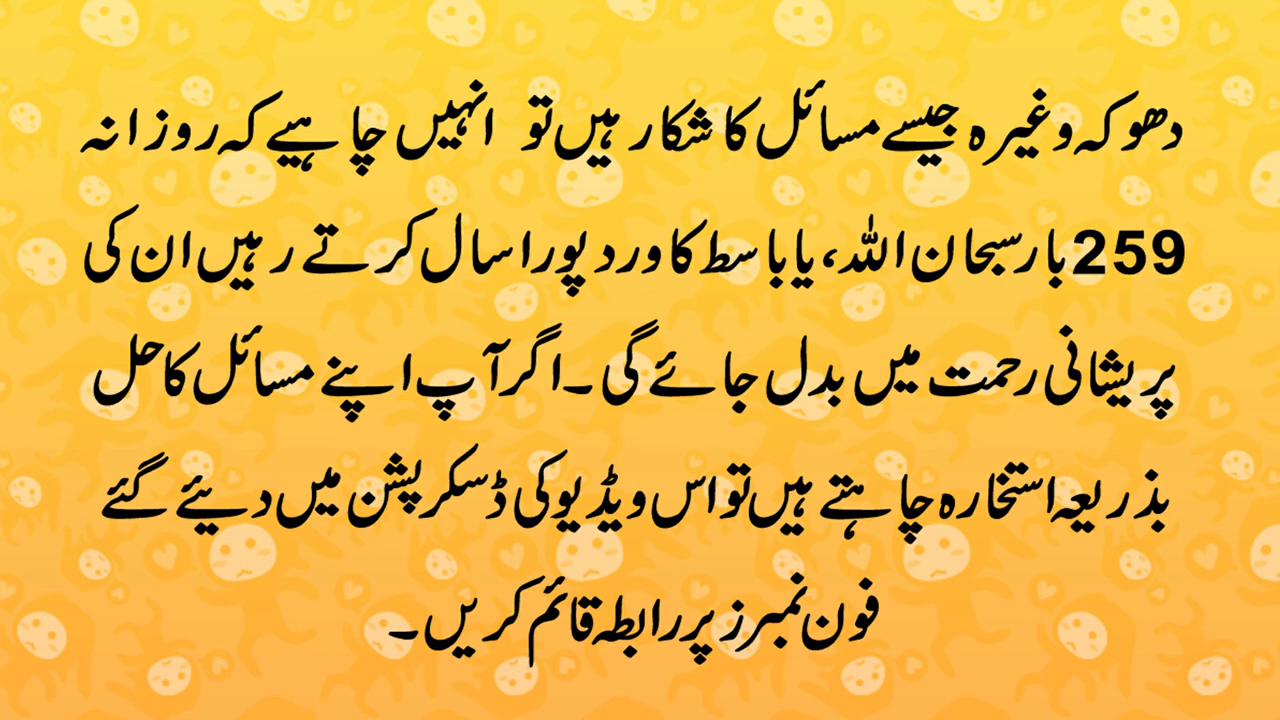 دھوکہ وغیرہ جیسے مسائل کا شکار ہیں تو انہیں چاہیے کہ روزانہ
259 بار سبحان اللہ، یا باسط کا ورد پورا سال کرتے رہیں ان کی
پریشانی رحمت میں بدل جائے گی۔ اگر آپ اپنے مسائل کا حل
بذریعہ استخارہ چاہتے ہیں تو اس ویڈیو کی ڈسکرپشن میں دیئے گئے
فون نمبرز پر رابطہ قائم کریں۔